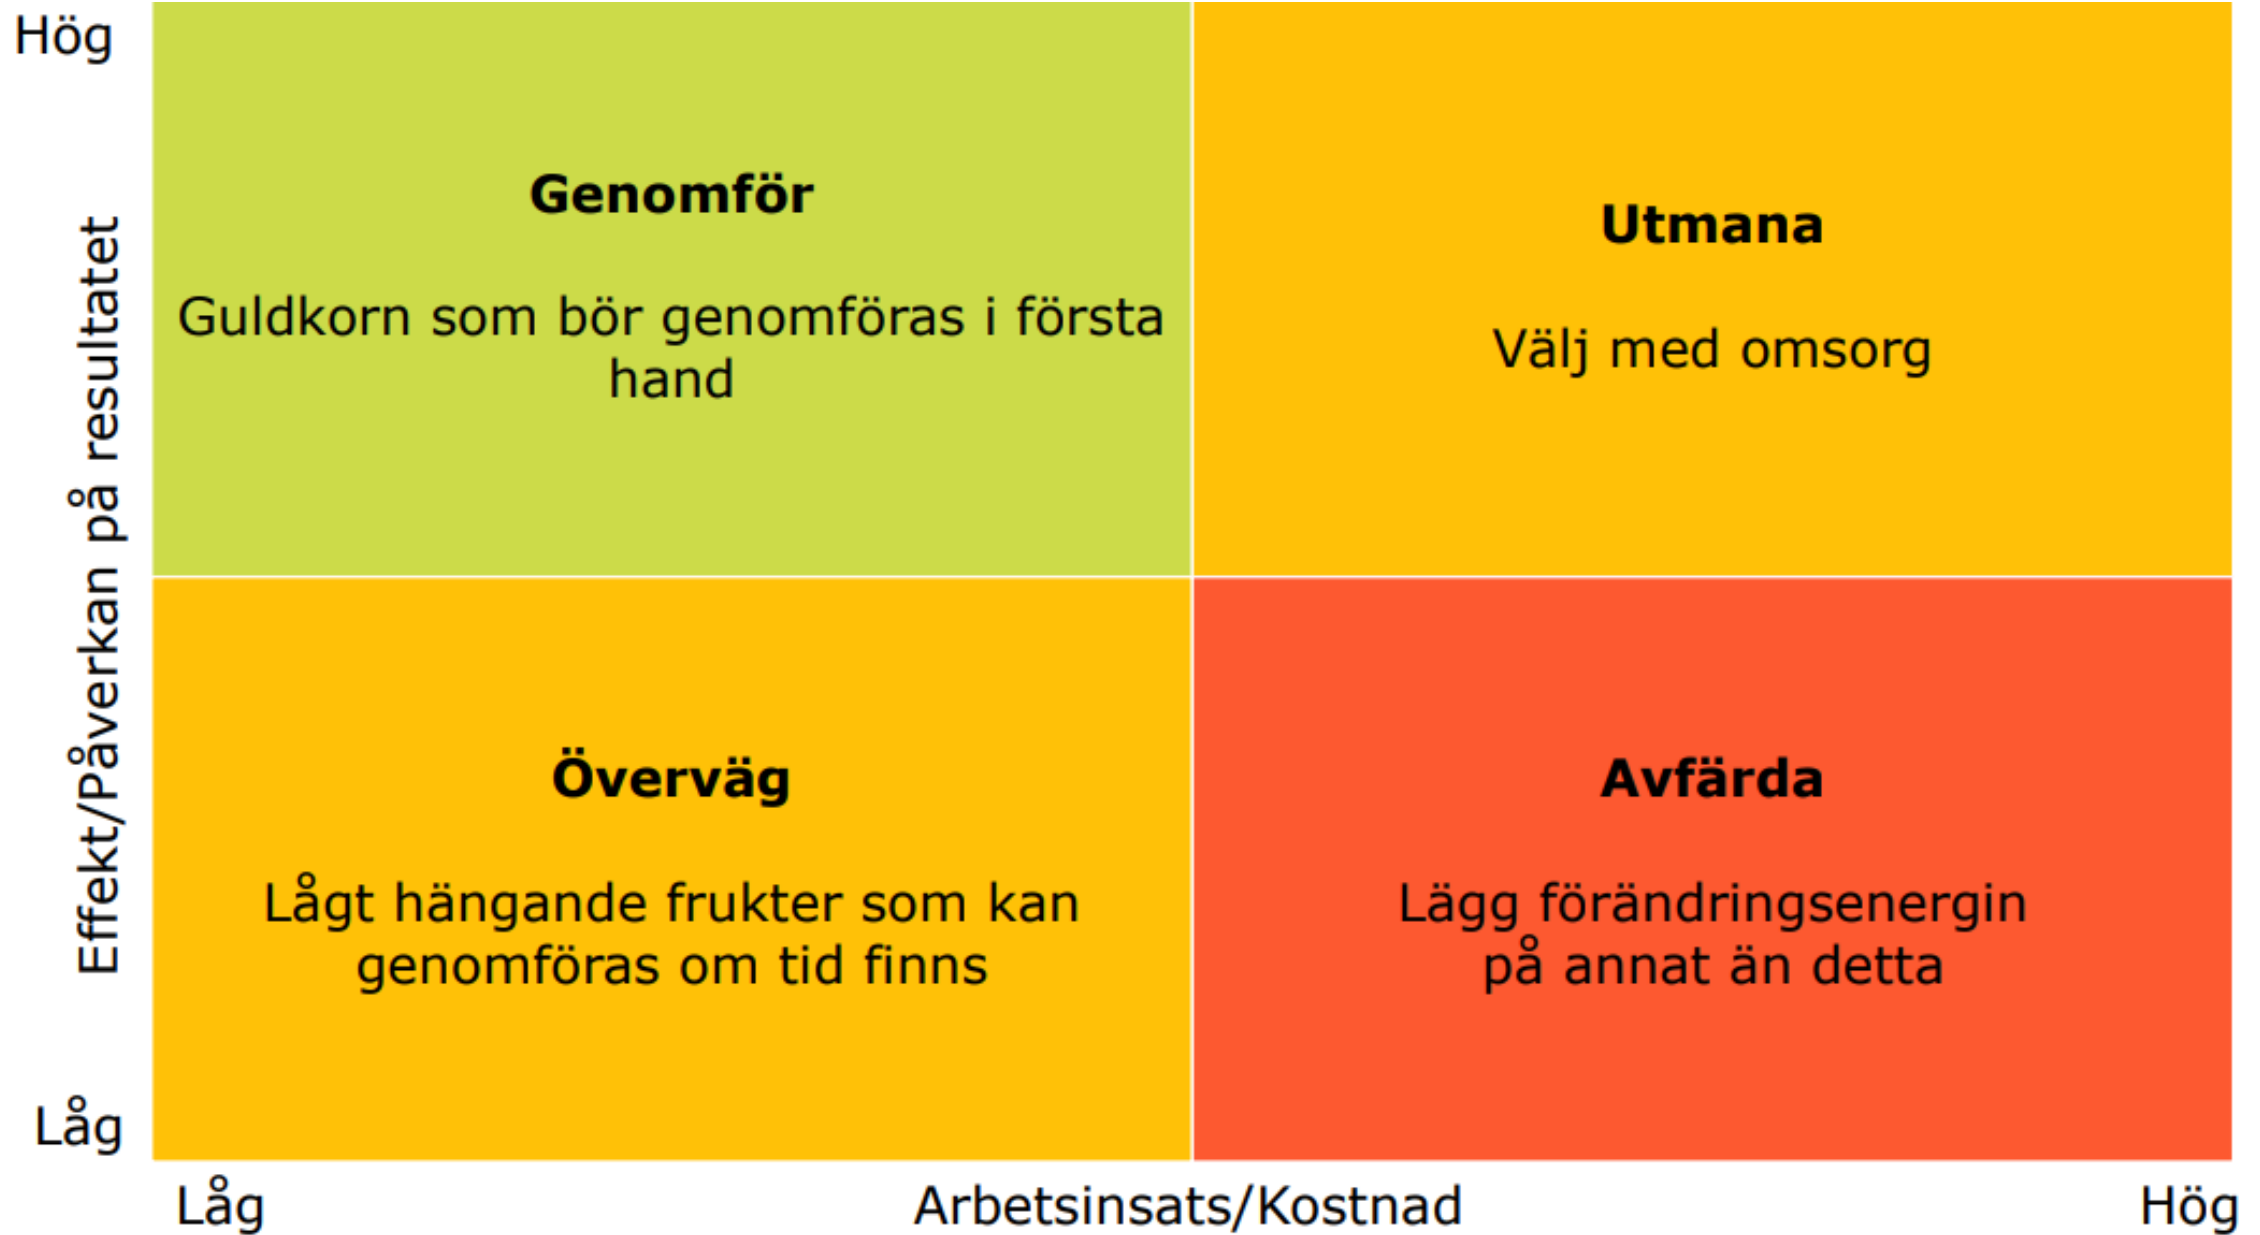 Hög
Genomför
Guldkorn som bör genomföras i första
hand
Utmana
Välj med omsorg
Effekt/Påverkan på resultatet
Överväg
Lågt hängande frukter som kan
genomföras om tid finns
Avfärda
Lägg förändringsenergin
på annat än detta
Låg
Låg
Arbetsinsats/Kostnad
Hög